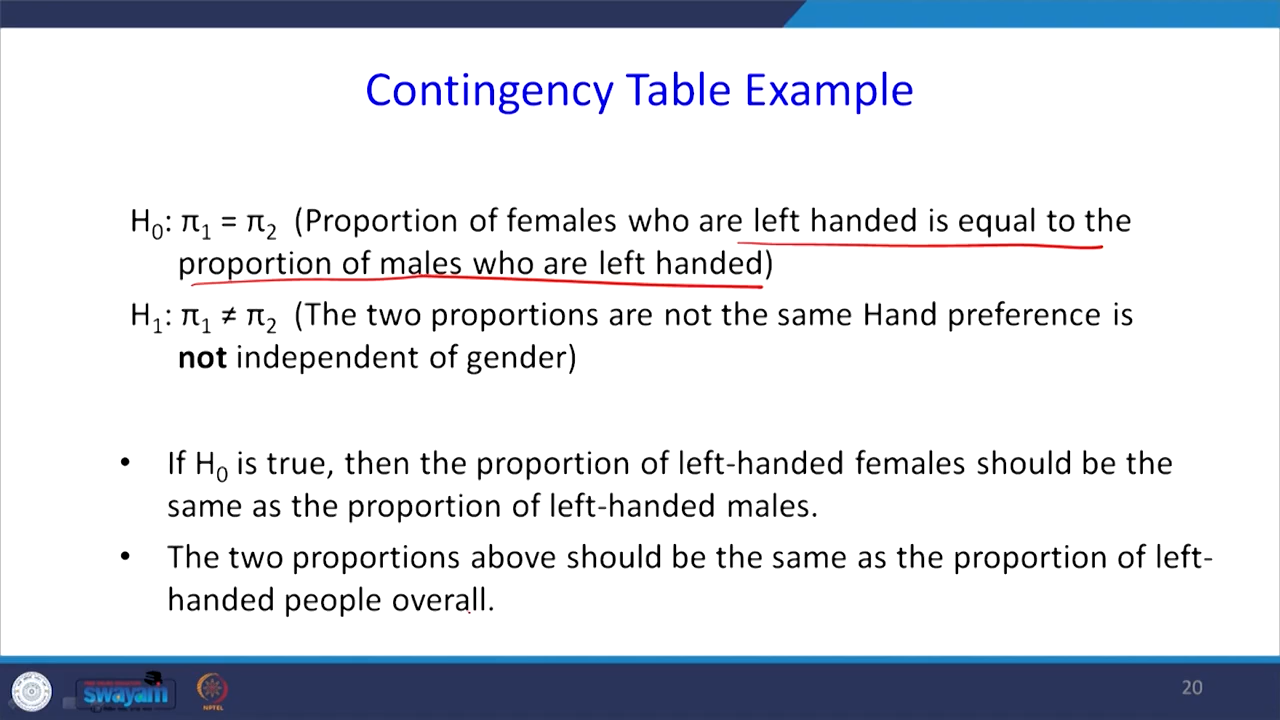 Contingency Table Example
H0: π1 = π2 (Proportion of females who are left handed is equal to the
proportion of males who are left handed)
H1: π1 ≠ π2 (The two proportions are not the same Hand preference is
not independent of gender)
• If H0 is true, then the proportion of left-handed females should be the
same as the proportion of left-handed males.
• The two proportions above should be the same as the proportion of left-
handed people overall.
swayam
NPTEL
20